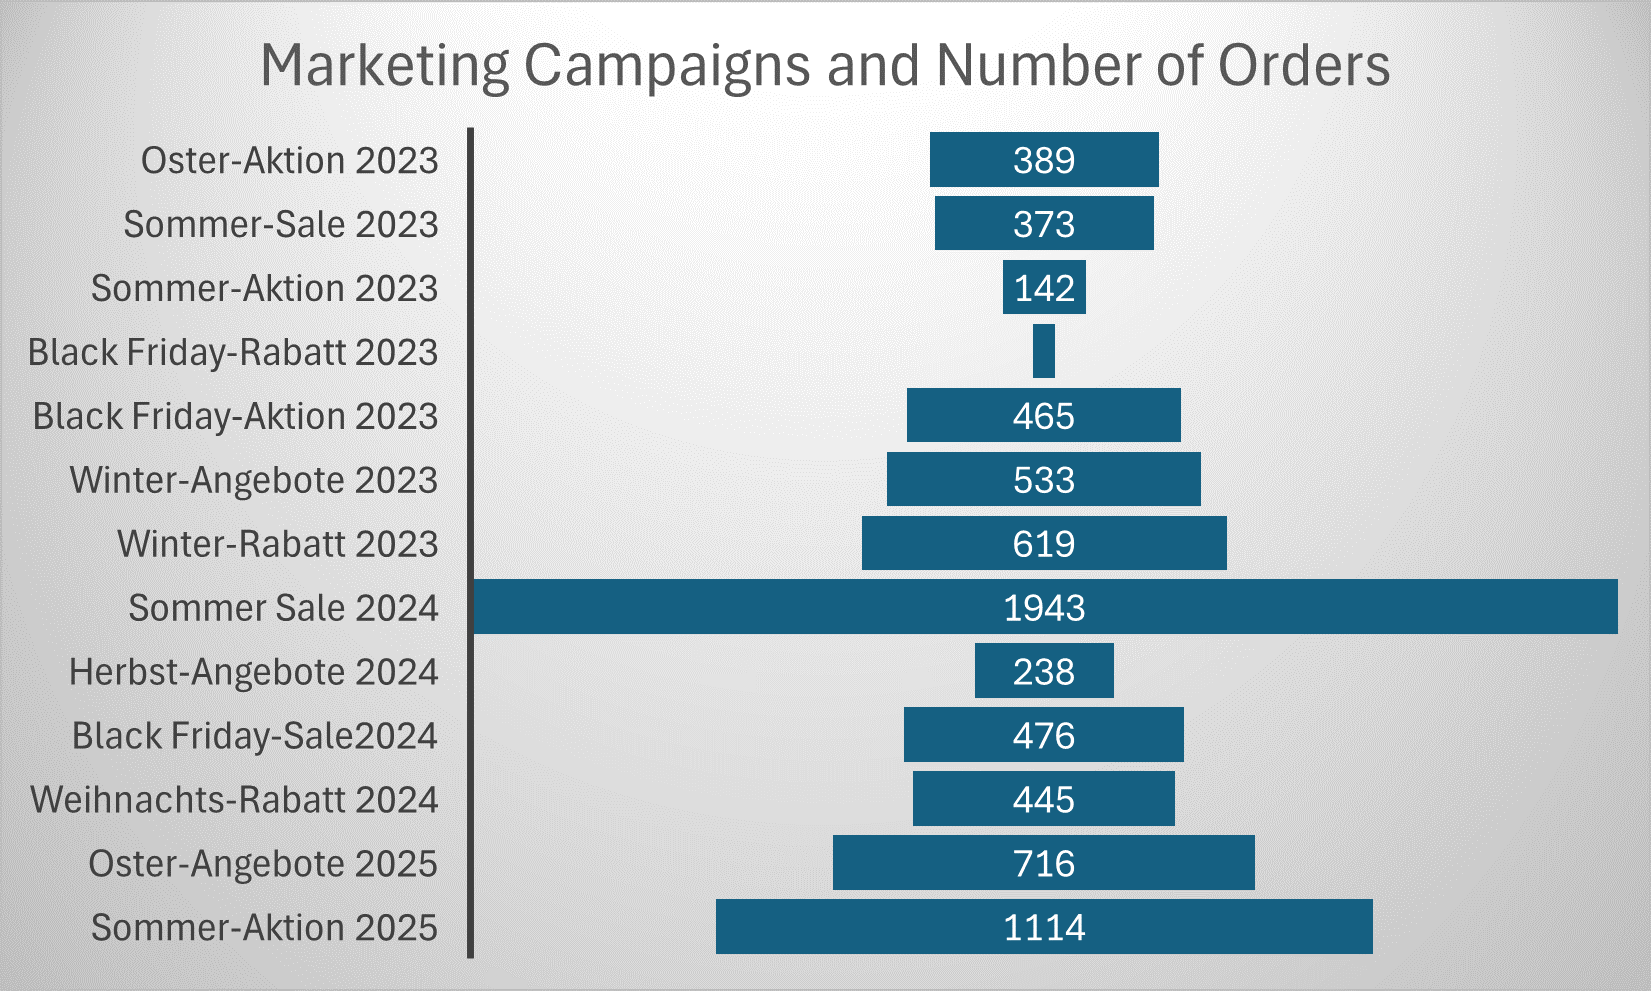 Marketing Campaigns and Number of Orders
Oster-Aktion 2023 389
Sommer-Sale 2023 373
Sommer-Aktion 2023 142
Black Friday-Rabatt 2023
Black Friday-Aktion 2023 465
Winter-Angebote 2023 533
Winter-Rabatt 2023 619
Sommer Sale 2024 1943
Herbst-Angebote 2024 238
Black Friday-Sale2024 476
Weihnachts-Rabatt 2024 445
Oster-Angebote 2025 716
Sommer-Aktion 2025 1114